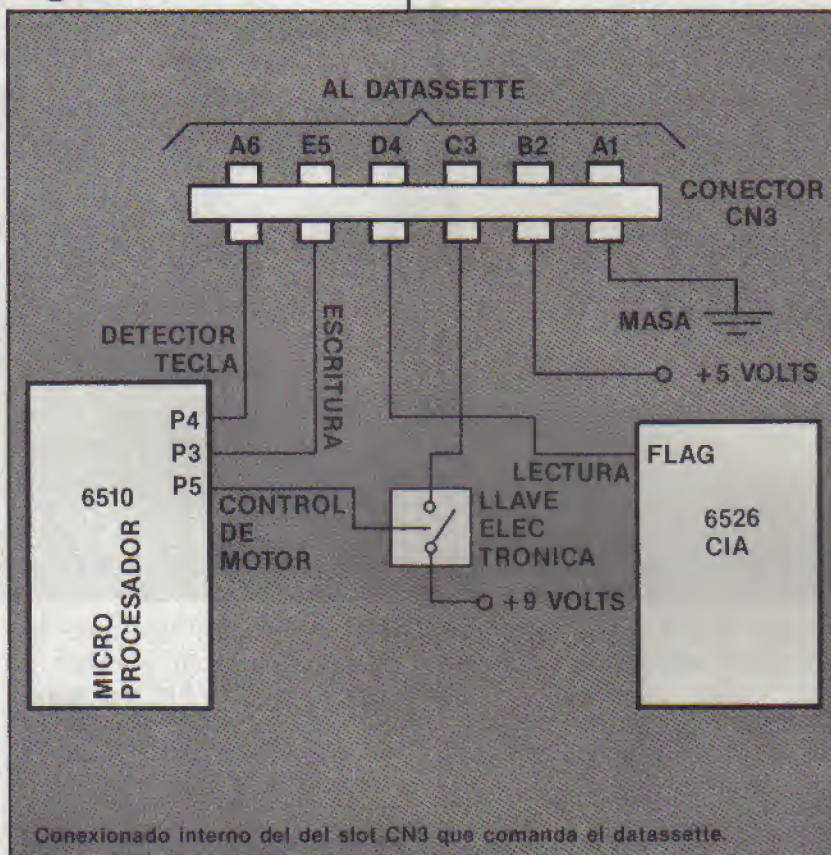 AL DATASSETTE
A6 E5 D4 C3 B2 A1
CONECTOR
CN3
DETECTOR
TECLA
ESCRITURA
MASA
+5 VOLTS
P4
P3
P5
6510
MICRO
PROCESADOR
CONTROL
DE
MOTOR
LECTURA
LLAVE
ELEC
TRONICA
+9 VOLTS
FLAG
6526
CIA
Conexionado interno del del slot CN3 que comanda el datassette.